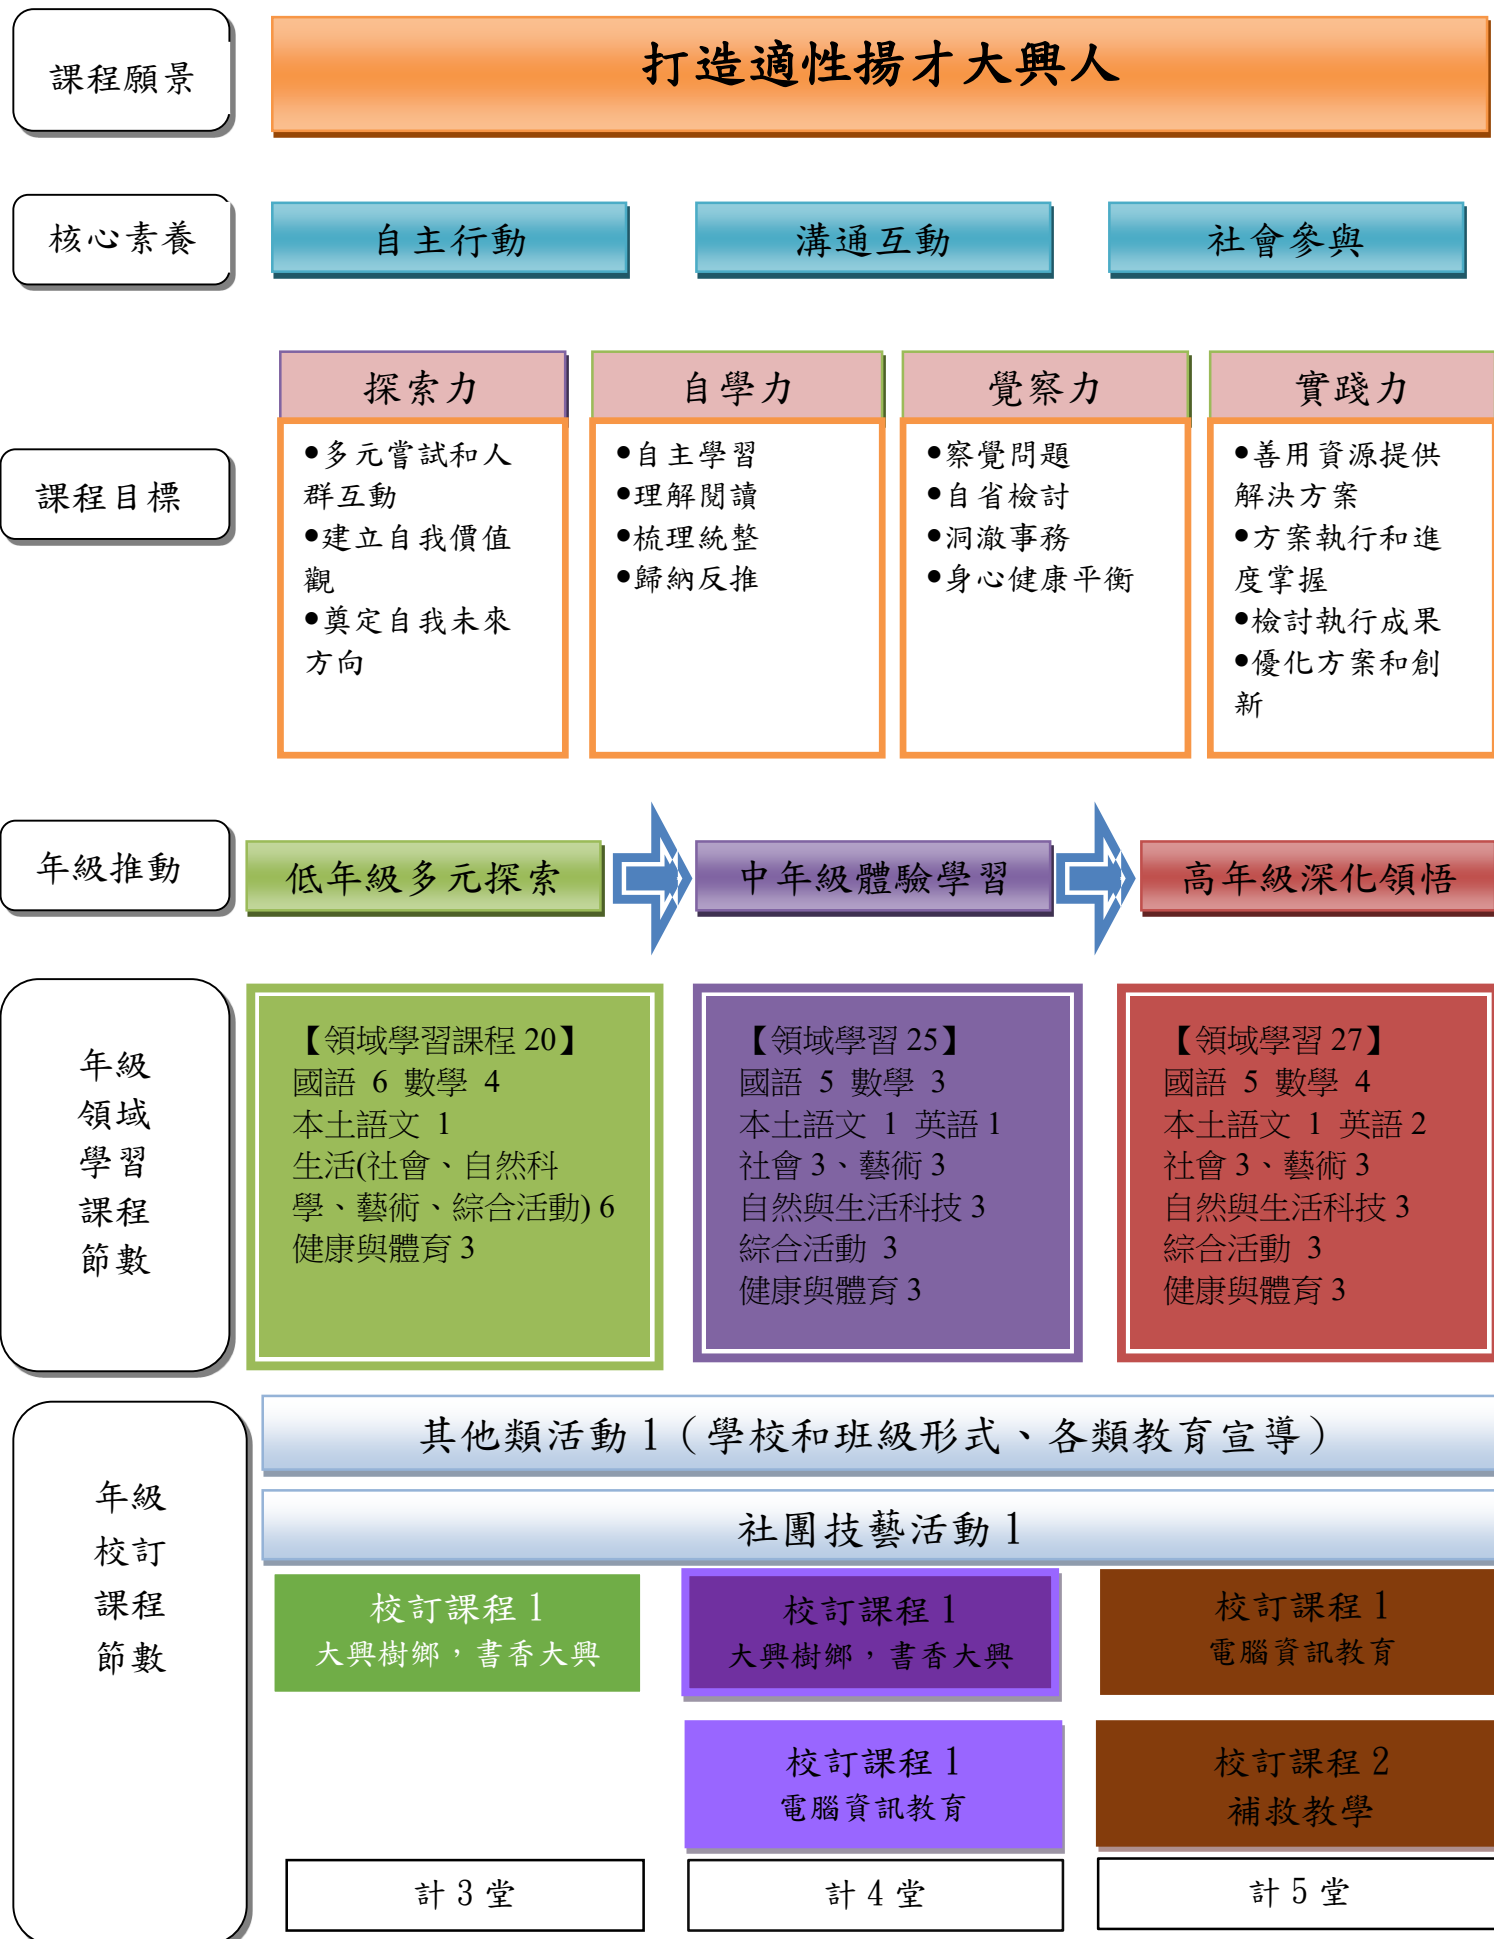 課程願景
打造適性揚才大興人
核心素養
自主行動
溝通互動
社會參與
課程目標
探索力
●多元嘗試和人
群互動
●建立自我價值
觀
●奠定自我未來
方向
自學力
●自主學習
●理解閱讀
●梳理統整
●歸納反推
覺察力
●察覺問題
●自省檢討
●洞澈事務
●身心健康平衡
實踐力
●善用資源提供
解決方案
●方案執行和進
度掌握
●檢討執行成果
●優化方案和創
新
年級推動
低年級多元探索
中年級體驗學習
高年級深化領悟
年級
領域
學習
課程
節數
【領域學習課程 20】
國語 6 數學 4
本土語文 1
生活(社會、自然科
學、藝術、綜合活動) 6
健康與體育 3
【領域學習 25】
國語 5 數學 3
本土語文 1 英語 1
社會 3、藝術 3
自然與生活科技 3
綜合活動 3
健康與體育 3
【領域學習 27】
國語 5 數學 4
本土語文 1 英語 2
社會 3、藝術 3
自然與生活科技 3
綜合活動 3
健康與體育 3
年級
校訂
課程
節數
其他類活動 1（學校和班級形式、各類教育宣導）
社團技藝活動 1
校訂課程 1
大興樹鄉，書香大興
校訂課程 1
大興樹鄉，書香大興
校訂課程 1
電腦資訊教育
校訂課程 1
電腦資訊教育
校訂課程 2
補救教學
計 3 堂
計 4 堂
計 5 堂